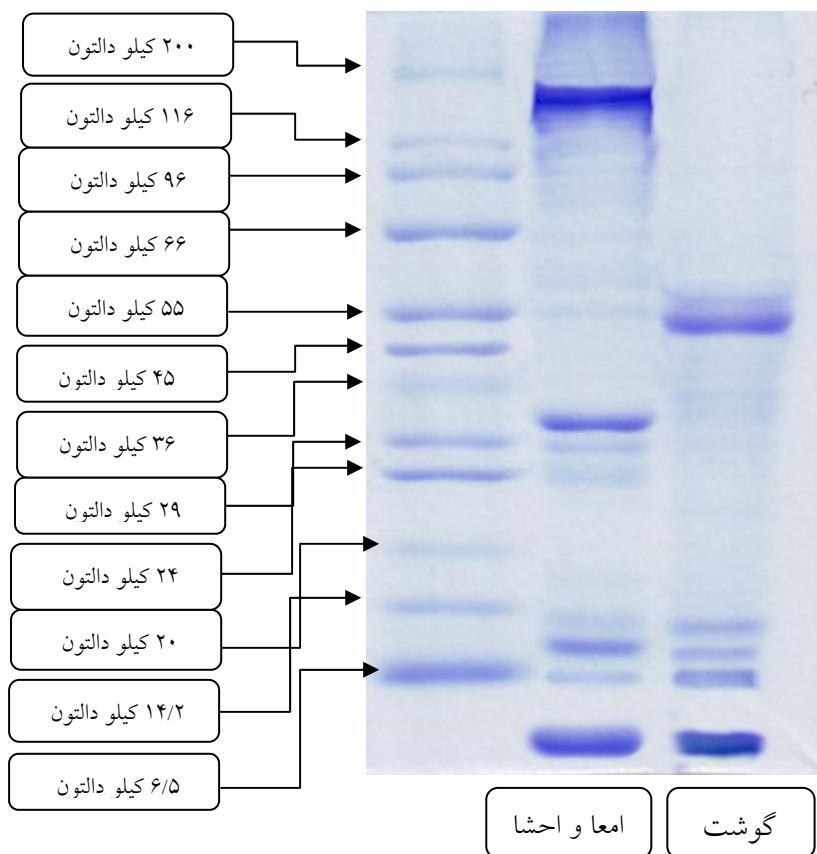 ۲۰۰ کیلو دالتون
۱۱۶ کیلو دالتون
۹۶ کیلو دالتون
۶۶ کیلو دالتون
۵۵ کیلو دالتون
۴۵ کیلو دالتون
۳۶ کیلو دالتون
۲۹ کیلو دالتون
۲۴ کیلو دالتون
۲۰ کیلو دالتون
۱۴/۲ کیلو دالتون
۶/۵ کیلو دالتون
گوشت
امعا و احشا